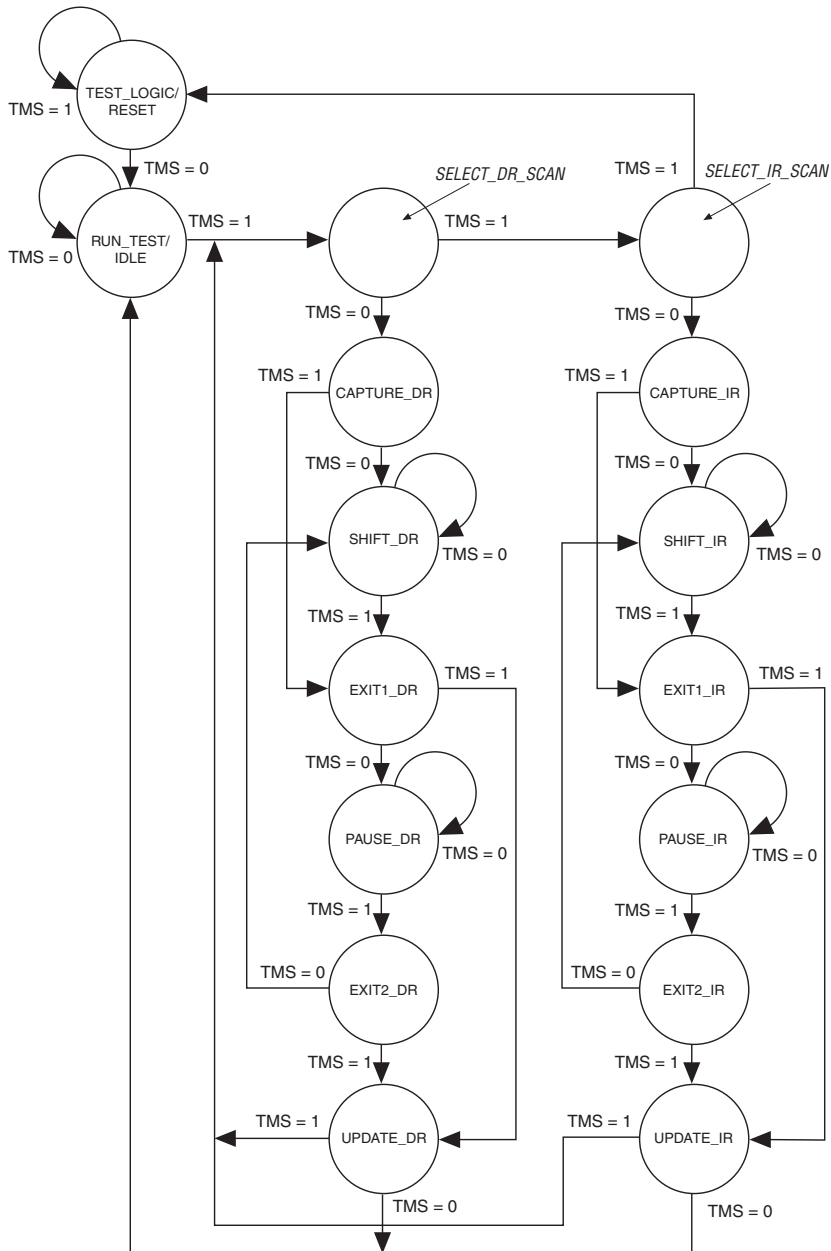 TEST_LOGIC/
RESET
TMS = 1
TMS = 0
SELECT_DR_SCAN
TMS = 1
SELECT_IR_SCAN
TMS = 1
TMS = 1
RUN_TEST/
IDLE
TMS = 0
TMS = 0
TMS = 0
TMS = 1
CAPTURE_DR
TMS = 1
CAPTURE_IR
TMS = 0
TMS = 0
SHIFT_DR
TMS = 0
SHIFT_IR
TMS = 0
TMS = 1
TMS = 1
EXIT1_DR
TMS = 1
EXIT1_IR
TMS = 1
TMS = 0
TMS = 0
PAUSE_DR
TMS = 0
PAUSE_IR
TMS = 0
TMS = 1
TMS = 1
TMS = 0
EXIT2_DR
TMS = 0
EXIT2_IR
TMS = 1
TMS = 1
TMS = 1
UPDATE_DR
TMS = 1
UPDATE_IR
TMS = 0
TMS = 0